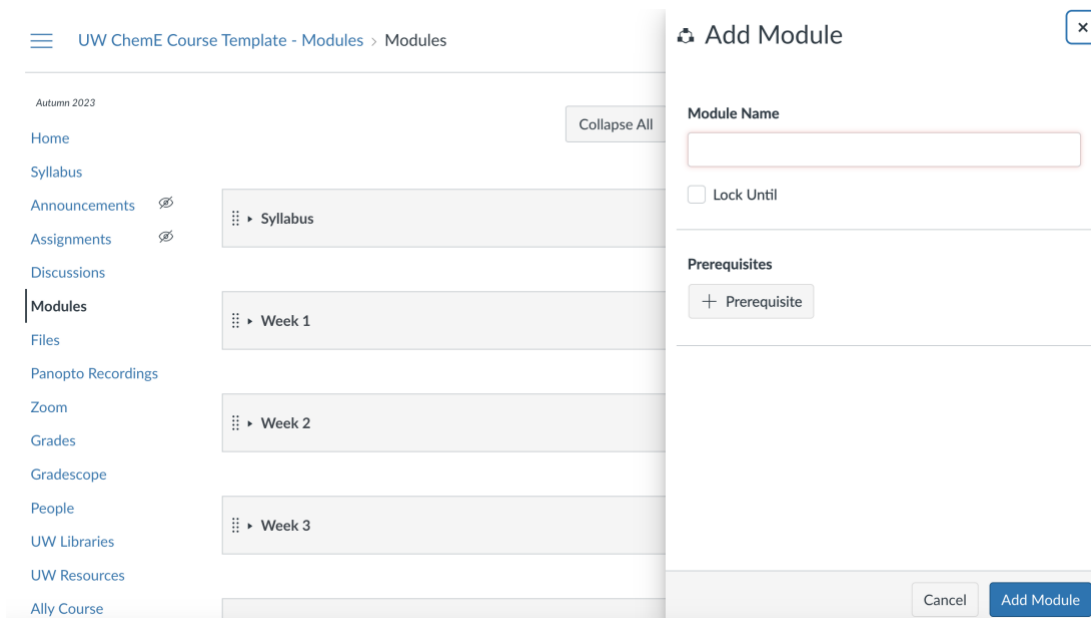 UW ChemE Course Template - Modules > Modules
Autumn 2023
Home
Syllabus
Announcements
Assignments
Discussions
Modules
Files
Panopto Recordings
Zoom
Grades
Gradescope
People
UW Libraries
UW Resources
Ally Course
Collapse All
Syllabus
Week 1
Week 2
Week 3
Add Module
Module Name
Lock Until
Prerequisites
+ Prerequisite
Cancel
Add Module